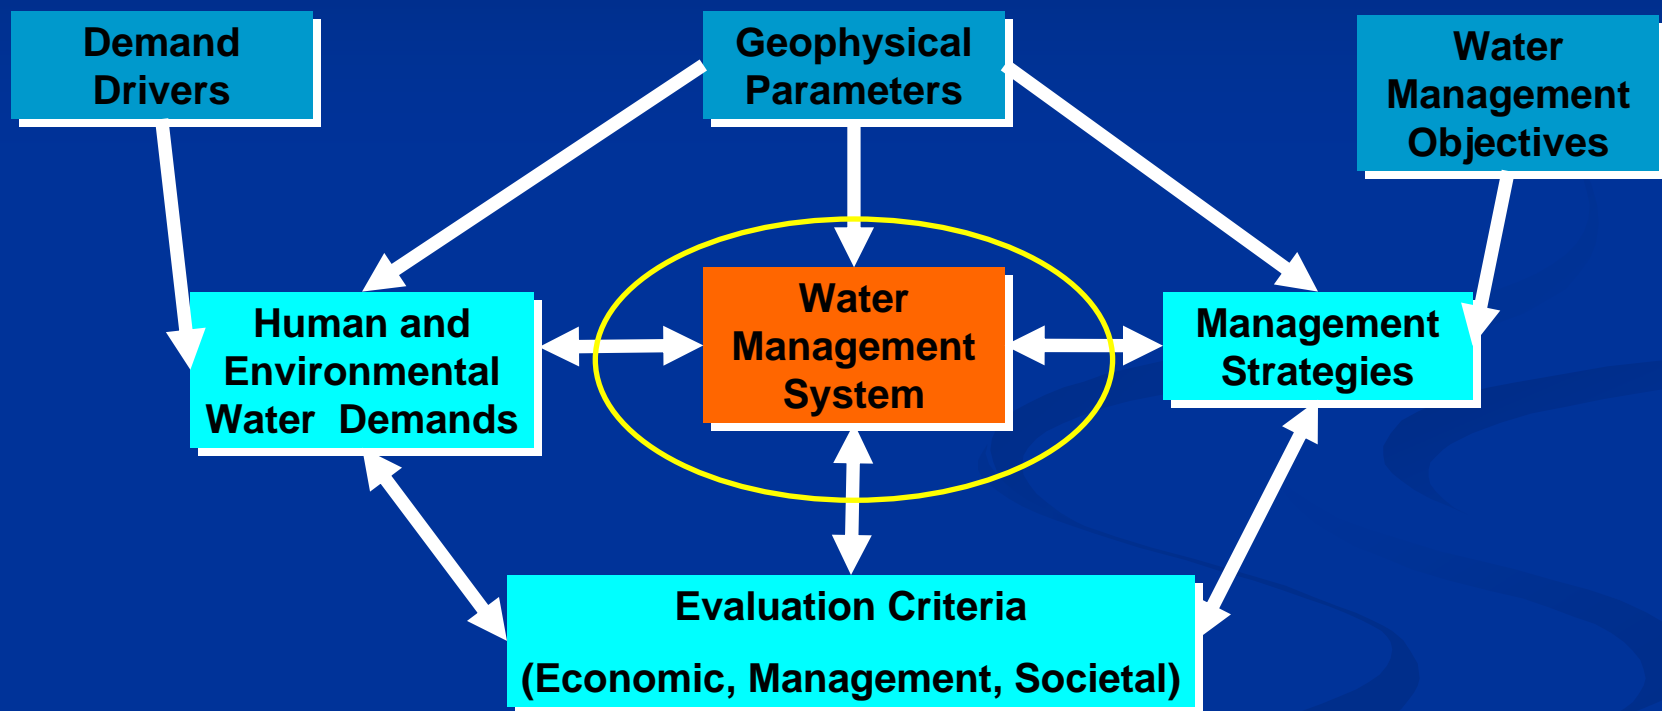 Demand
Drivers
Geophysical
Parameters
Water
Management
Objectives
Human and
Environmental
Water  Demands
Water
Management
System
Management
Strategies
Evaluation Criteria
(Economic, Management, Societal)